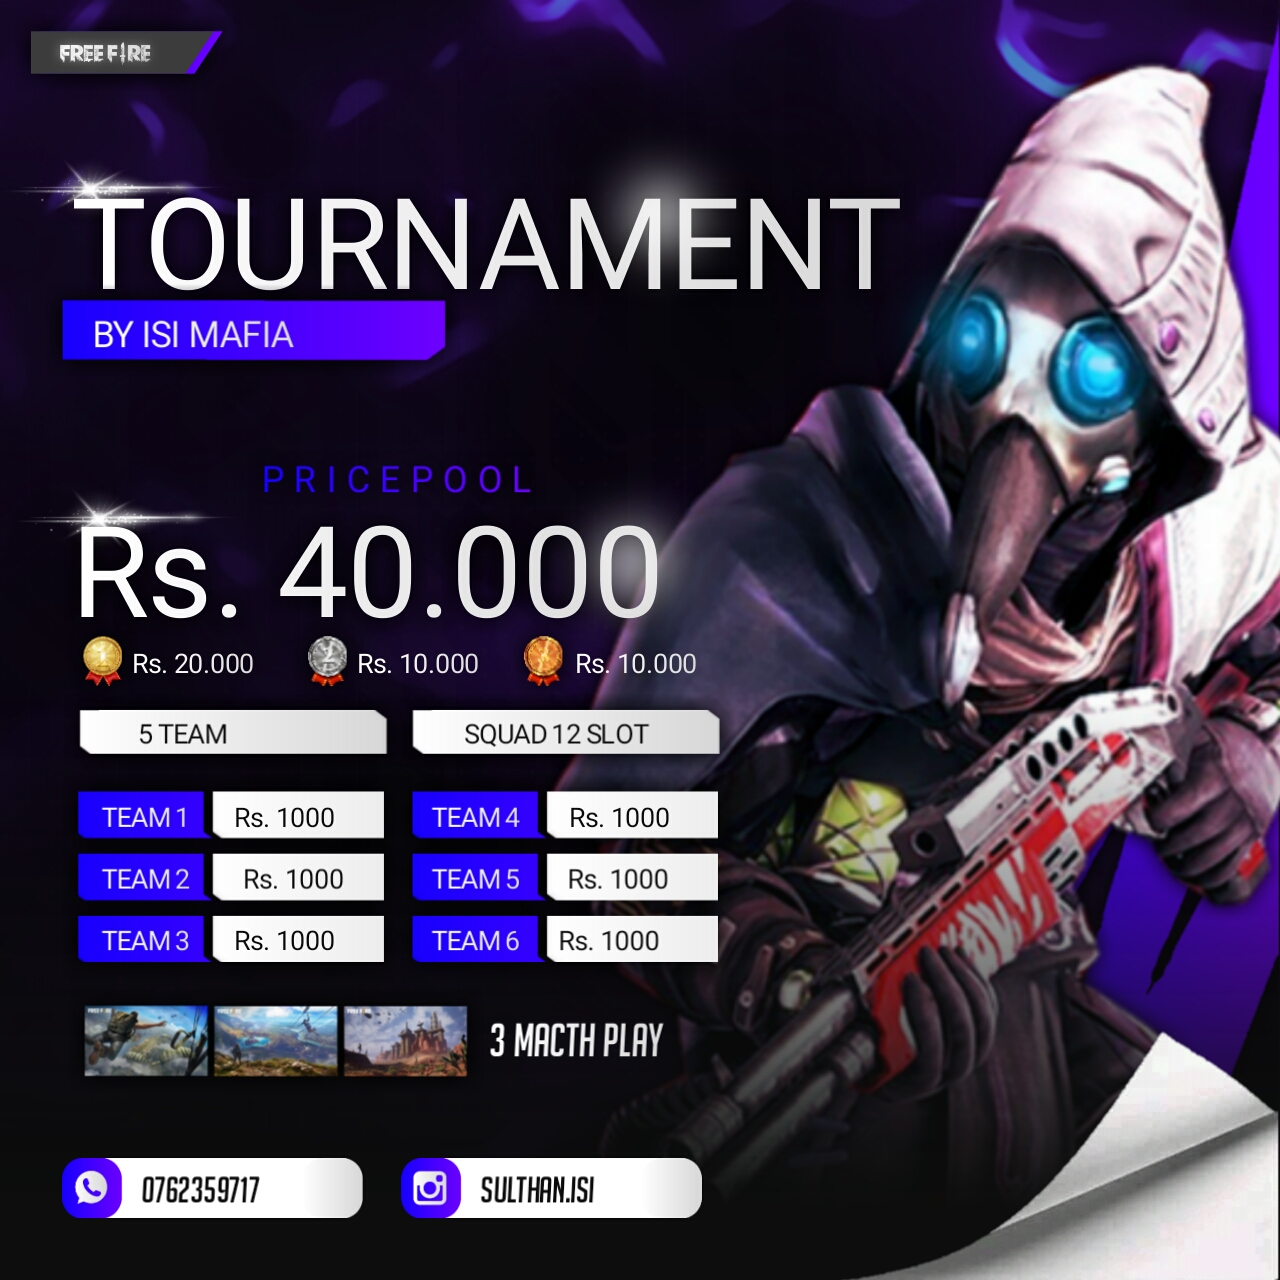 FREE FIRE
TOURNAMENT
BY ISI MAFIA
PRICEPOOL
Rs. 40.000
Rs. 20.000 Rs. 10.000 Rs. 10.000
5 TEAM SQUAD 12 SLOT
TEAM 1 Rs. 1000 TEAM 4 Rs. 1000
TEAM 2 Rs. 1000 TEAM 5 Rs. 1000
TEAM 3 Rs. 1000 TEAM 6 Rs. 1000
3 MACTH PLAY
0762359717 SULTHAN.ISI